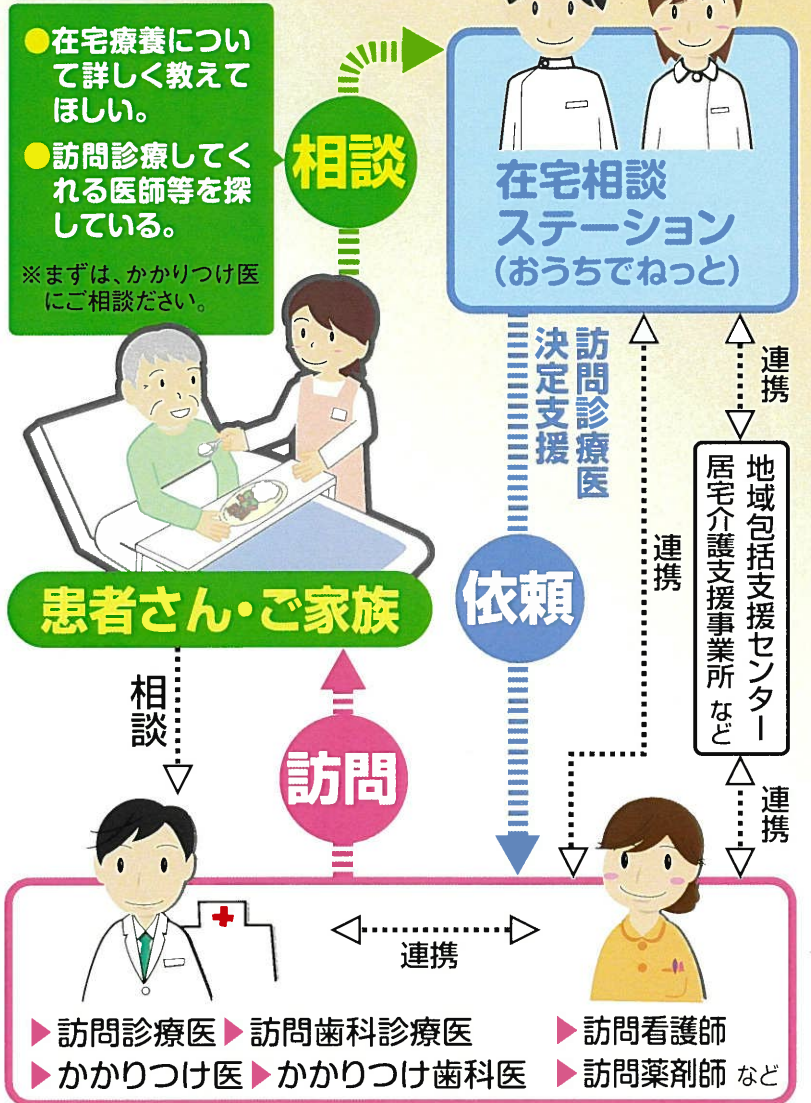 ●在宅療養につい
て詳しく教えて
ほしい。
●訪問診療してく
れる医師等を探
している。
※まずは、かかりつけ医
にご相談ださい。
相談
在宅相談
ステーション
(おうちでねっと)
訪問診療医
決定支援
連携
地域包括支援センター
居宅介護支援事業所 など
連携
依頼
患者さん・ご家族
相談
訪問
連携
連携
▶訪問診療医▶訪問歯科診療医
▶かかりつけ医▶かかりつけ歯科医
▶訪問看護師
▶訪問薬剤師 など